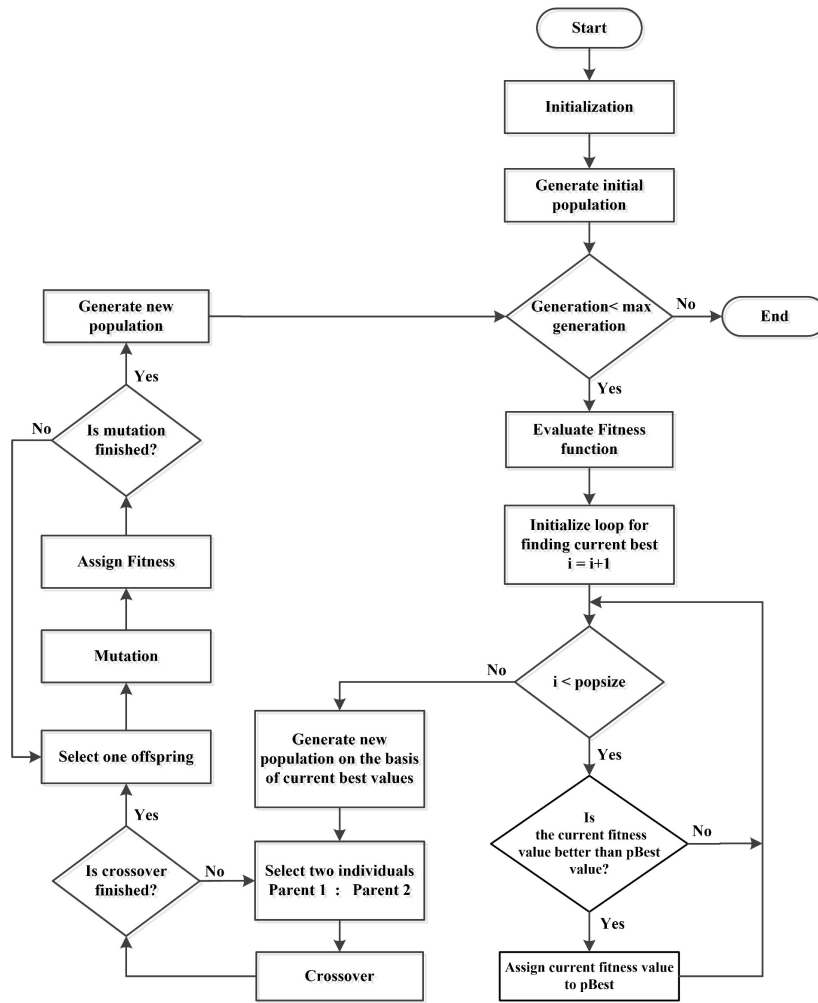 Start
Initialization
Generate initial
population
Generation< max
generation
No
End
Yes
Evaluate Fitness
function
Initialize loop for
finding current best
i = i+1
i < popsize
No
Yes
Is
the current fitness
value better than pBest
value?
No
Yes
Assign current fitness value
to pBest
Generate new
population on the basis
of current best values
Select two individuals
Parent 1 : Parent 2
Crossover
Is crossover
finished?
No
Yes
Select one offspring
Mutation
Assign Fitness
Is mutation
finished?
No
Yes
Generate new
population